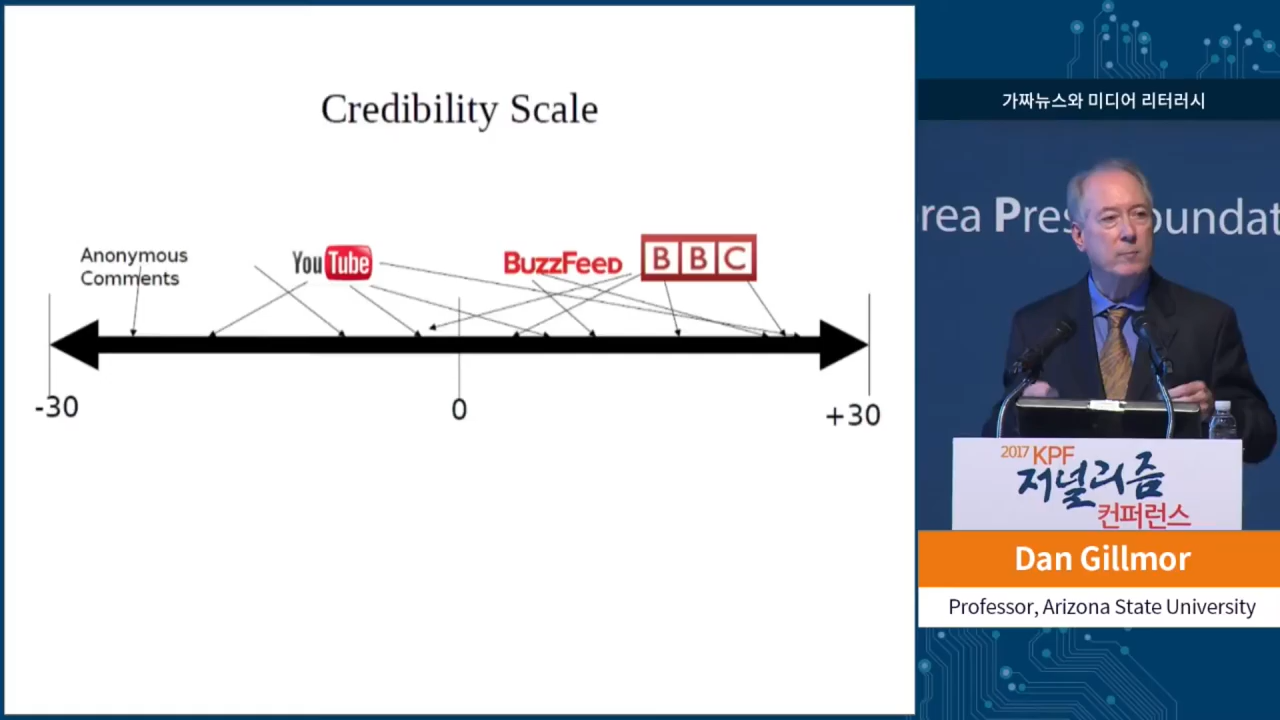 Credibility Scale
Anonymous
Comments
YouTube
BuzzFeed
BBC
-30
0
+30
가짜뉴스와 미디어 리터러시
rea Pres oundat
2017 KPF
저널리즘
컨퍼런스
Dan Gillmor
Professor, Arizona State University